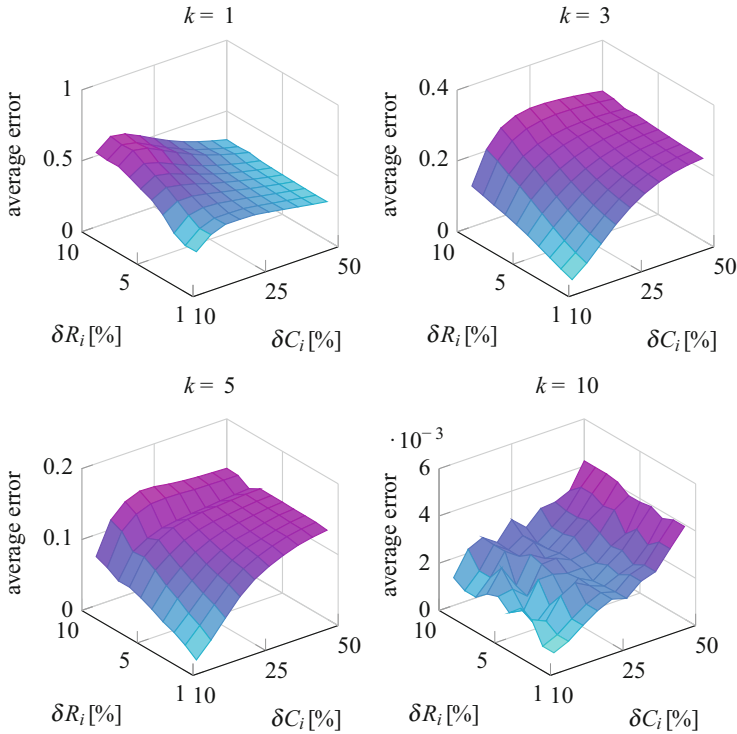 k = 1
average error
1
0.5
0
10
5
1
10
25
50
δR_i [%]
δC_i [%]
k = 3
average error
0.4
0.2
0
10
5
1
10
25
50
δR_i [%]
δC_i [%]
k = 5
average error
0.2
0.1
0
10
5
1
10
25
50
δR_i [%]
δC_i [%]
k = 10
·10⁻³
average error
6
4
2
0
10
5
1
10
25
50
δR_i [%]
δC_i [%]